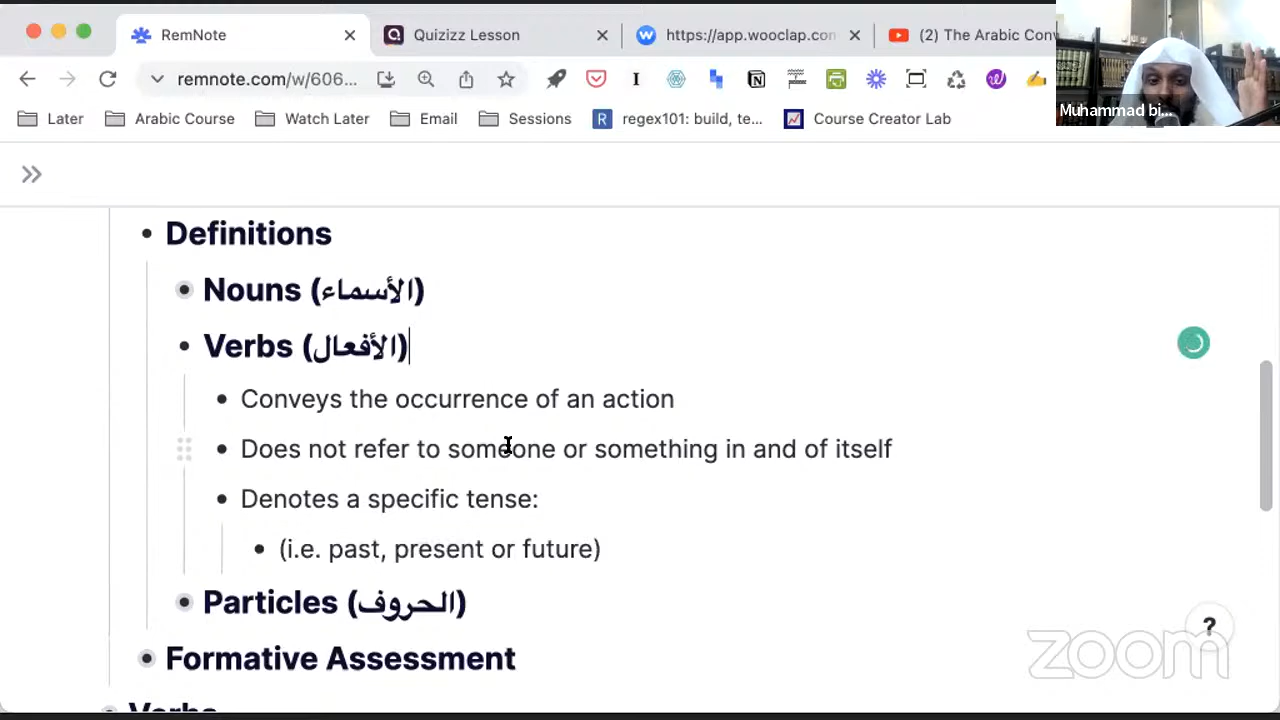 RemNote
Quizizz Lesson
https://app.wooclap.con
(2) The Arabic Conv
remnote.com/w/606...
Muhammad bi...
Later
Arabic Course
Watch Later
Email
Sessions
regex101: build, te...
Course Creator Lab
Definitions
Nouns (الأسماء)
Verbs (الأفعال)
Conveys the occurrence of an action
Does not refer to someone or something in and of itself
Denotes a specific tense:
(i.e. past, present or future)
Particles (الحروف)
?
Formative Assessment
zoom
Verbs